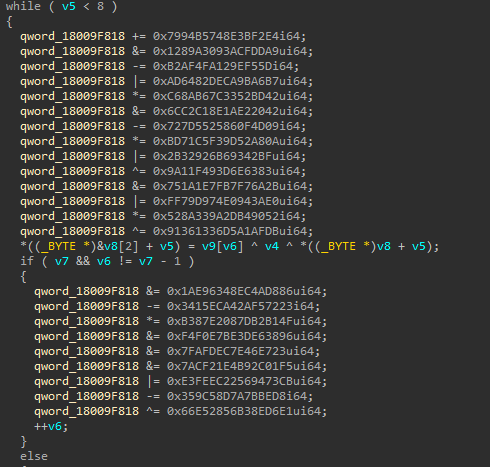 while ( v5 < 8 )
{
qword_18009F818 += 0x7994B5748E3BF2E4i64;
qword_18009F818 &= 0x1289A3093ACFDDA9ui64;
qword_18009F818 -= 0xB2AF4FA129EF55Di64;
qword_18009F818 |= 0xAD6482DECA9BA6B7ui64;
qword_18009F818 *= 0xC68AB67C3352BD42ui64;
qword_18009F818 &= 0x6CC2C18E1AE22042ui64;
qword_18009F818 -= 0x727D5525860F4D09i64;
qword_18009F818 *= 0xBD71C5F39D52A80Aui64;
qword_18009F818 |= 0x2B32926B69342BFui64;
qword_18009F818 ^= 0x9A11F493D6E6383ui64;
qword_18009F818 &= 0x751A1E7FB7F76A2Bui64;
qword_18009F818 |= 0xFF79D974E0943AE0ui64;
qword_18009F818 *= 0x528A339A2DB49052i64;
qword_18009F818 ^= 0x91361336D5A1AFDBui64;
*((_BYTE *)&v8[2] + v5) = v9[v6] ^ v4 ^ *((_BYTE *)v8 + v5);
if ( v7 && v6 != v7 - 1 )
{
qword_18009F818 &= 0x1AE96348EC4AD886ui64;
qword_18009F818 -= 0x3415ECA42AF57223i64;
qword_18009F818 *= 0xB387E2087DB2B14Fui64;
qword_18009F818 &= 0xF4F0E7BE3DE63896ui64;
qword_18009F818 &= 0x7FAFDEC7E46E723ui64;
qword_18009F818 &= 0x7ACF21E4B92C01F5ui64;
qword_18009F818 |= 0xE3FEEC22569473CBui64;
qword_18009F818 -= 0x359C58D7A7BBED8i64;
qword_18009F818 ^= 0x66E52856B38ED6E1ui64;
++v6;
}
else